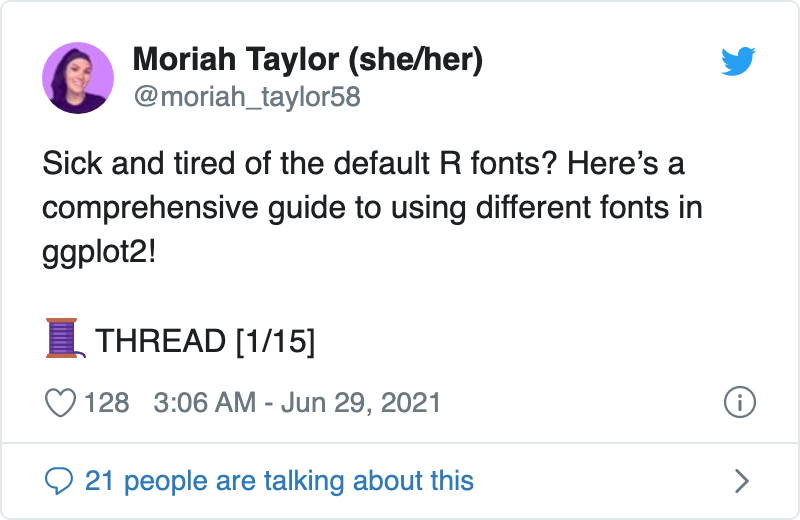 Moriah Taylor (she/her)
@moriah_taylor58
Sick and tired of the default R fonts? Here’s a
comprehensive guide to using different fonts in
ggplot2!
🧵 THREAD [1/15]
128 3:06 AM - Jun 29, 2021
21 people are talking about this